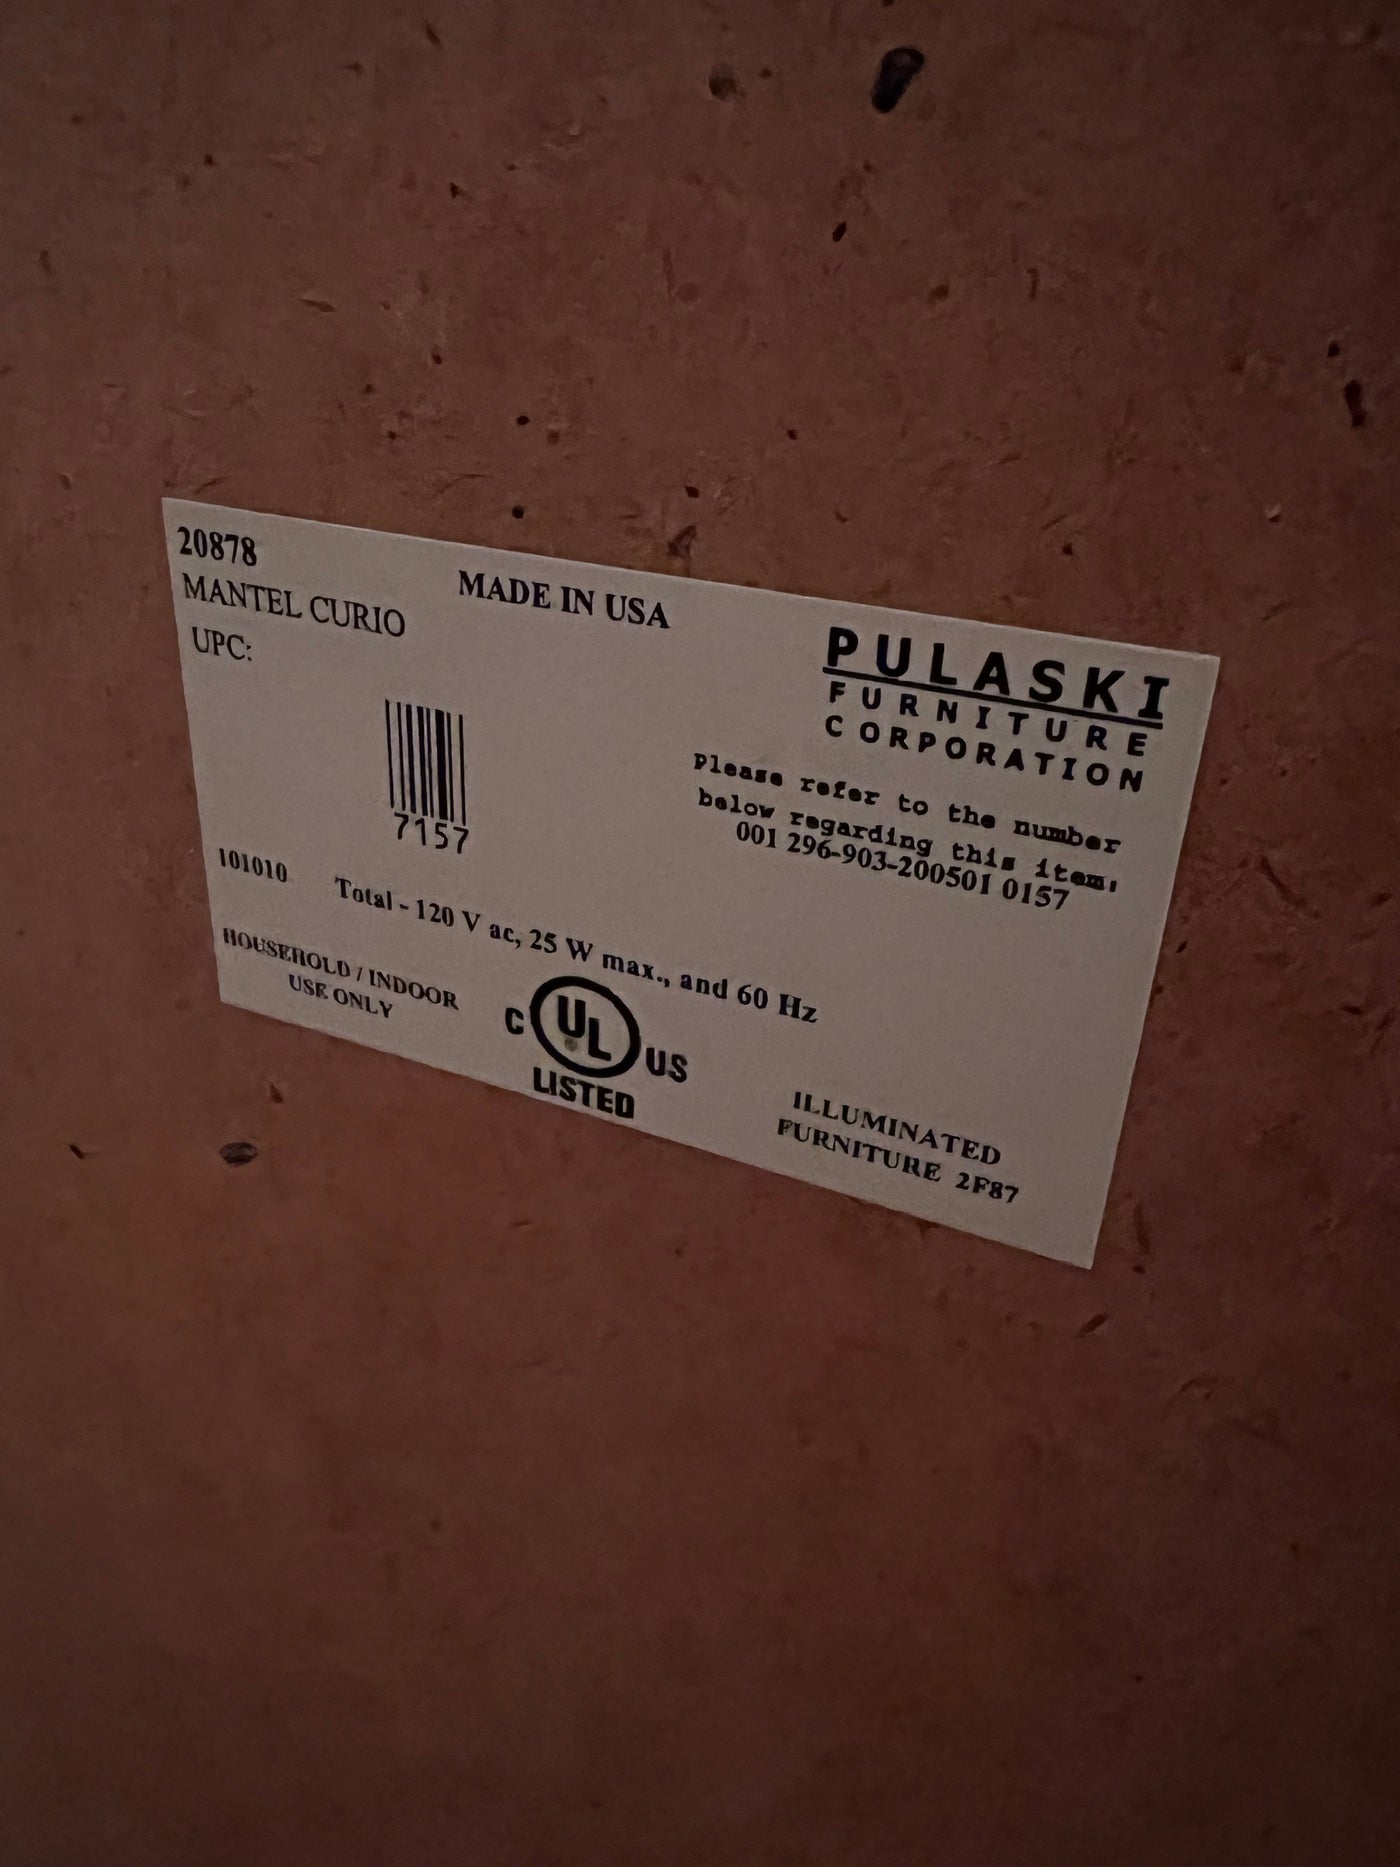 20878
MANTEL CURIO
UPC:
MADE IN USA
PULASKI
FURNITURE
CORPORATION
7157
Please refer to the number
below regarding this item:
001 296-903-200501 0157
101010
Total - 120 V ac, 25 W max., and 60 Hz
HOUSEHOLD / INDOOR
USE ONLY
C UL US
LISTED
ILLUMINATED
FURNITURE 2F87